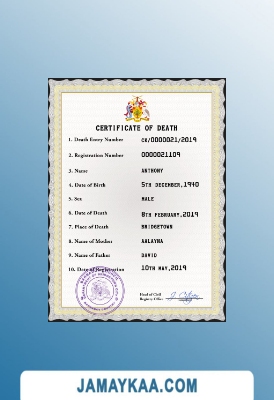 CERTIFICATE OF DEATH
1. Death Entry Number CE/0000021/2019
2. Registration Number 0000021109
3. Name ANTHONY
4. Date of Birth 5TH DECEMBER,1940
5. Sex MALE
6. Date of Death 8TH FEBRUARY,2019
7. Place of Death BRIDGETOWN
8. Name of Mother AALAYNA
9. Name of Father DAVID
10. Date of Registration 10TH MAY,2019
Head of Civil
Registry Office
JAMAYKAA.COM